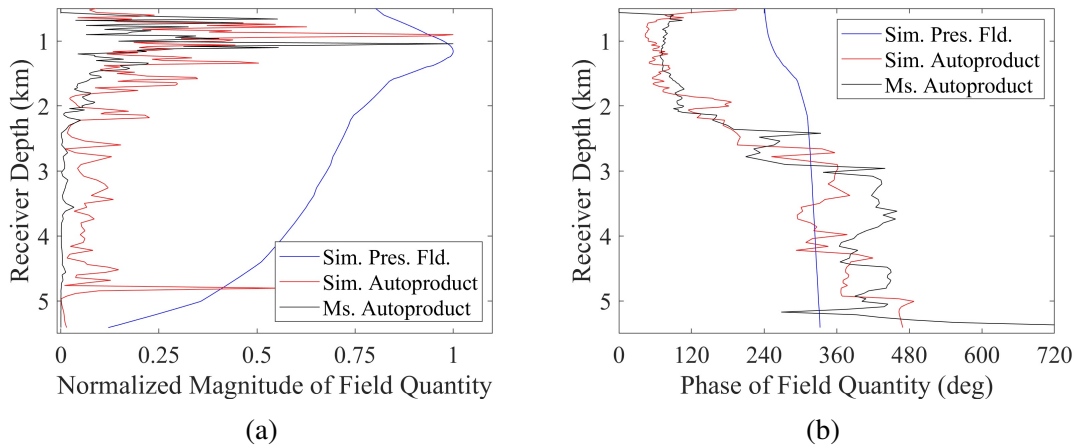 Receiver Depth (km)
1
2
3
4
5
Sim. Pres. Fld.
Sim. Autoproduct
Ms. Autoproduct
0
0.25
0.5
0.75
1
Normalized Magnitude of Field Quantity
(a)
Receiver Depth (km)
1
2
3
4
5
Sim. Pres. Fld.
Sim. Autoproduct
Ms. Autoproduct
0
120
240
360
480
600
720
Phase of Field Quantity (deg)
(b)